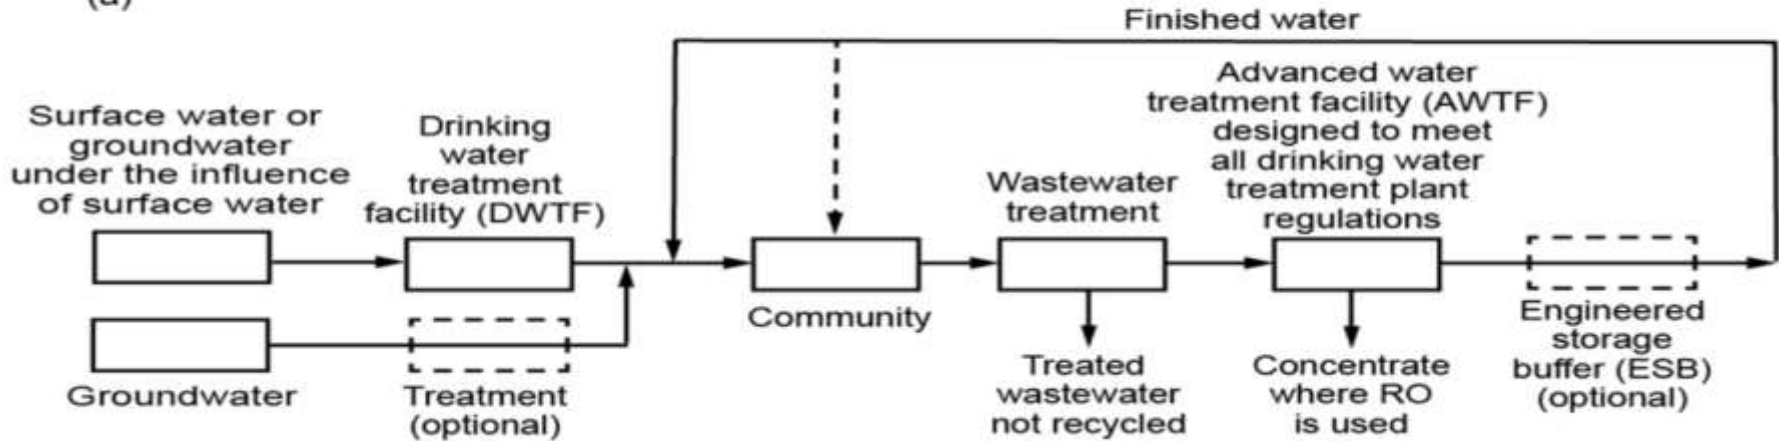 (d)
Finished water
Surface water or
groundwater
under the influence
of surface water
Drinking
water
treatment
facility (DWTF)
Advanced water
treatment facility (AWTF)
designed to meet
all drinking water
treatment plant
regulations
Wastewater
treatment
Community
Engineered
storage
buffer (ESB)
(optional)
Groundwater
Treatment
(optional)
Treated
wastewater
not recycled
Concentrate
where RO
is used